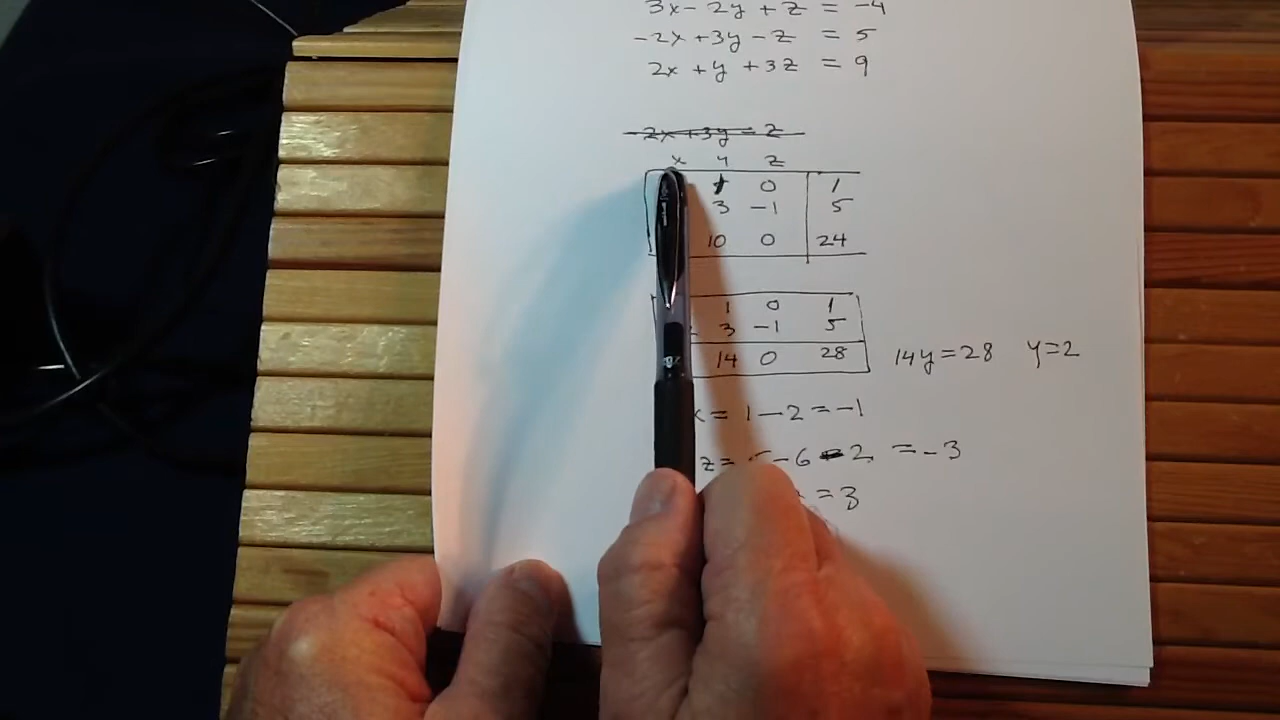 3x - 2y + z = -4
-2x + 3y - z = 5
2x + y + 3z = 9
-2x + 3y - z
x y z
1 0 1
3 -1 5
10 0 24
1 0 1
3 -1 5
14 0 28 14y = 28 y = 2
x = 1 - 2 = -1
z = 5 - 6 - 2 = -3
= 3